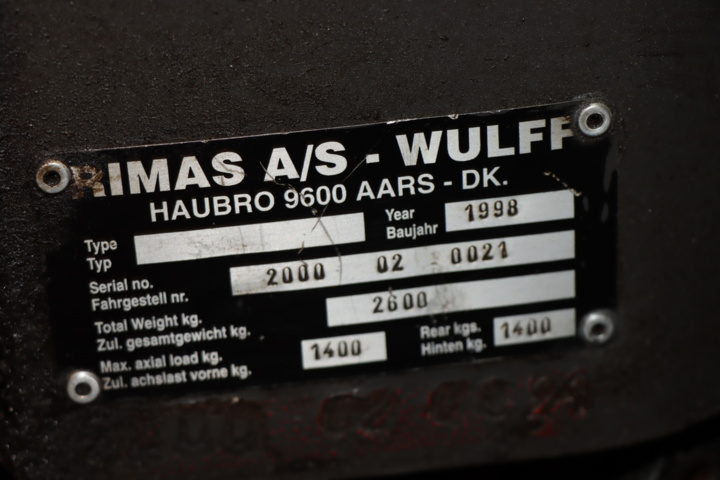 RIMAS A/S - WULFF
HAUBRO 9600 AARS - DK.
Type
Typ
Year
Baujahr
1998
Serial no.
Fahrgestell nr.
2000 02 0021
Total Weight kg.
Zul. gesamtgewicht kg.
2600
Max. axial load kg.
Zul. achslast vorne kg.
1400
Rear kgs.
Hinten kg.
1400